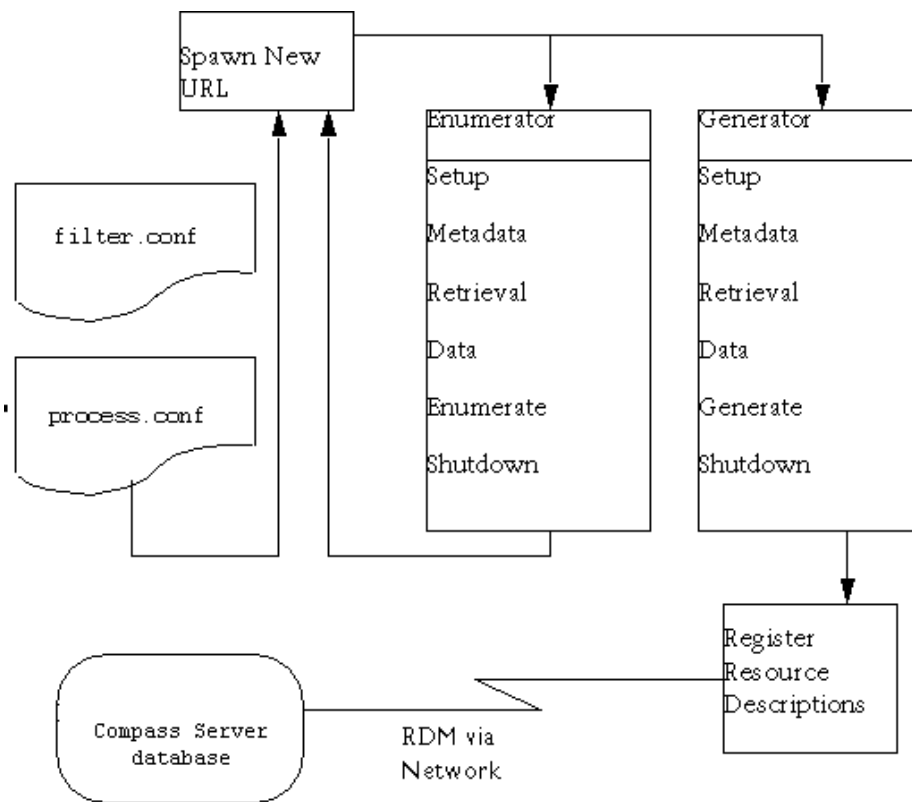 Spawn New
URL
Enumerator
Setup
Metadata
Retrieval
Data
Enumerate
Shutdown
Generator
Setup
Metadata
Retrieval
Data
Generate
Shutdown
filter.conf
process.conf
Register
Resource
Descriptions
RDM via
Network
Compass Server
database